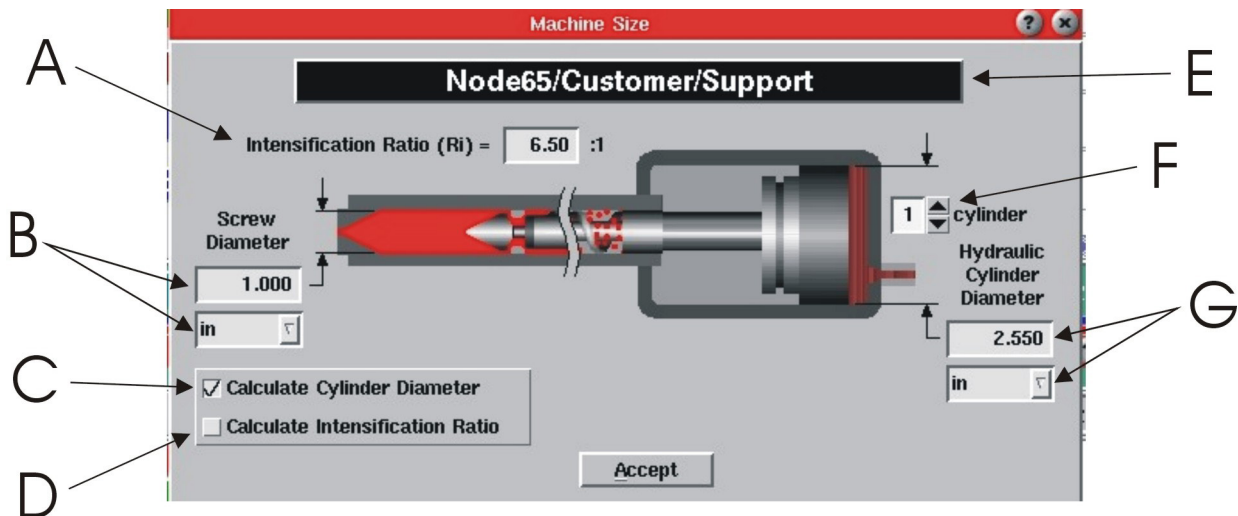 Machine Size
? x
A
Node65/Customer/Support
E
Intensification Ratio (Ri) = 6.50 :1
F
1 cylinder
Screw
Diameter
B
1.000
in
Hydraulic
Cylinder
Diameter
G
2.550
in
C
Calculate Cylinder Diameter
Calculate Intensification Ratio
D
Accept